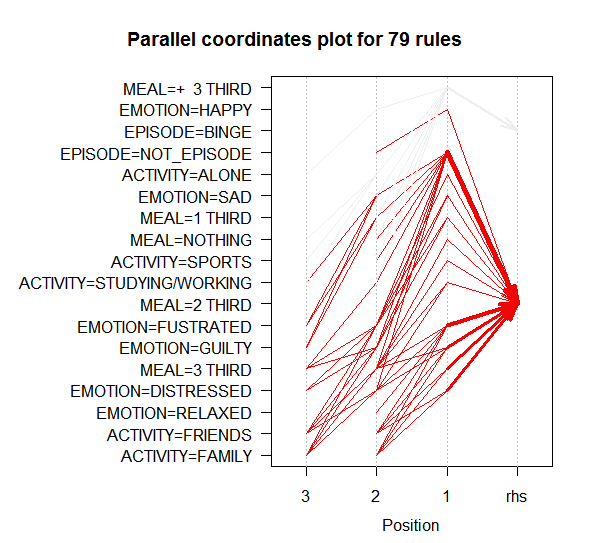 Parallel coordinates plot for 79 rules
MEAL=+ 3 THIRD
EMOTION=HAPPY
EPISODE=BINGE
EPISODE=NOT_EPISODE
ACTIVITY=ALONE
EMOTION=SAD
MEAL=1 THIRD
MEAL=NOTHING
ACTIVITY=SPORTS
ACTIVITY=STUDYING/WORKING
MEAL=2 THIRD
EMOTION=FUSTRATED
EMOTION=GUILTY
MEAL=3 THIRD
EMOTION=DISTRESSED
EMOTION=RELAXED
ACTIVITY=FRIENDS
ACTIVITY=FAMILY
3 2 1 rhs
Position